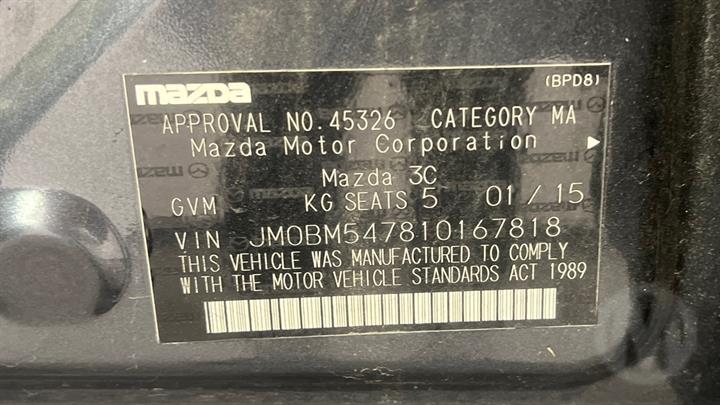 mazda (BPD8)
APPROVAL NO. 45326 CATEGORY MA
Mazda Motor Corporation
Mazda 3C
GVM KG SEATS 5 01 / 15
VIN JM0BM547810167818
THIS VEHICLE WAS MANUFACTURED TO COMPLY
WITH THE MOTOR VEHICLE STANDARDS ACT 1989